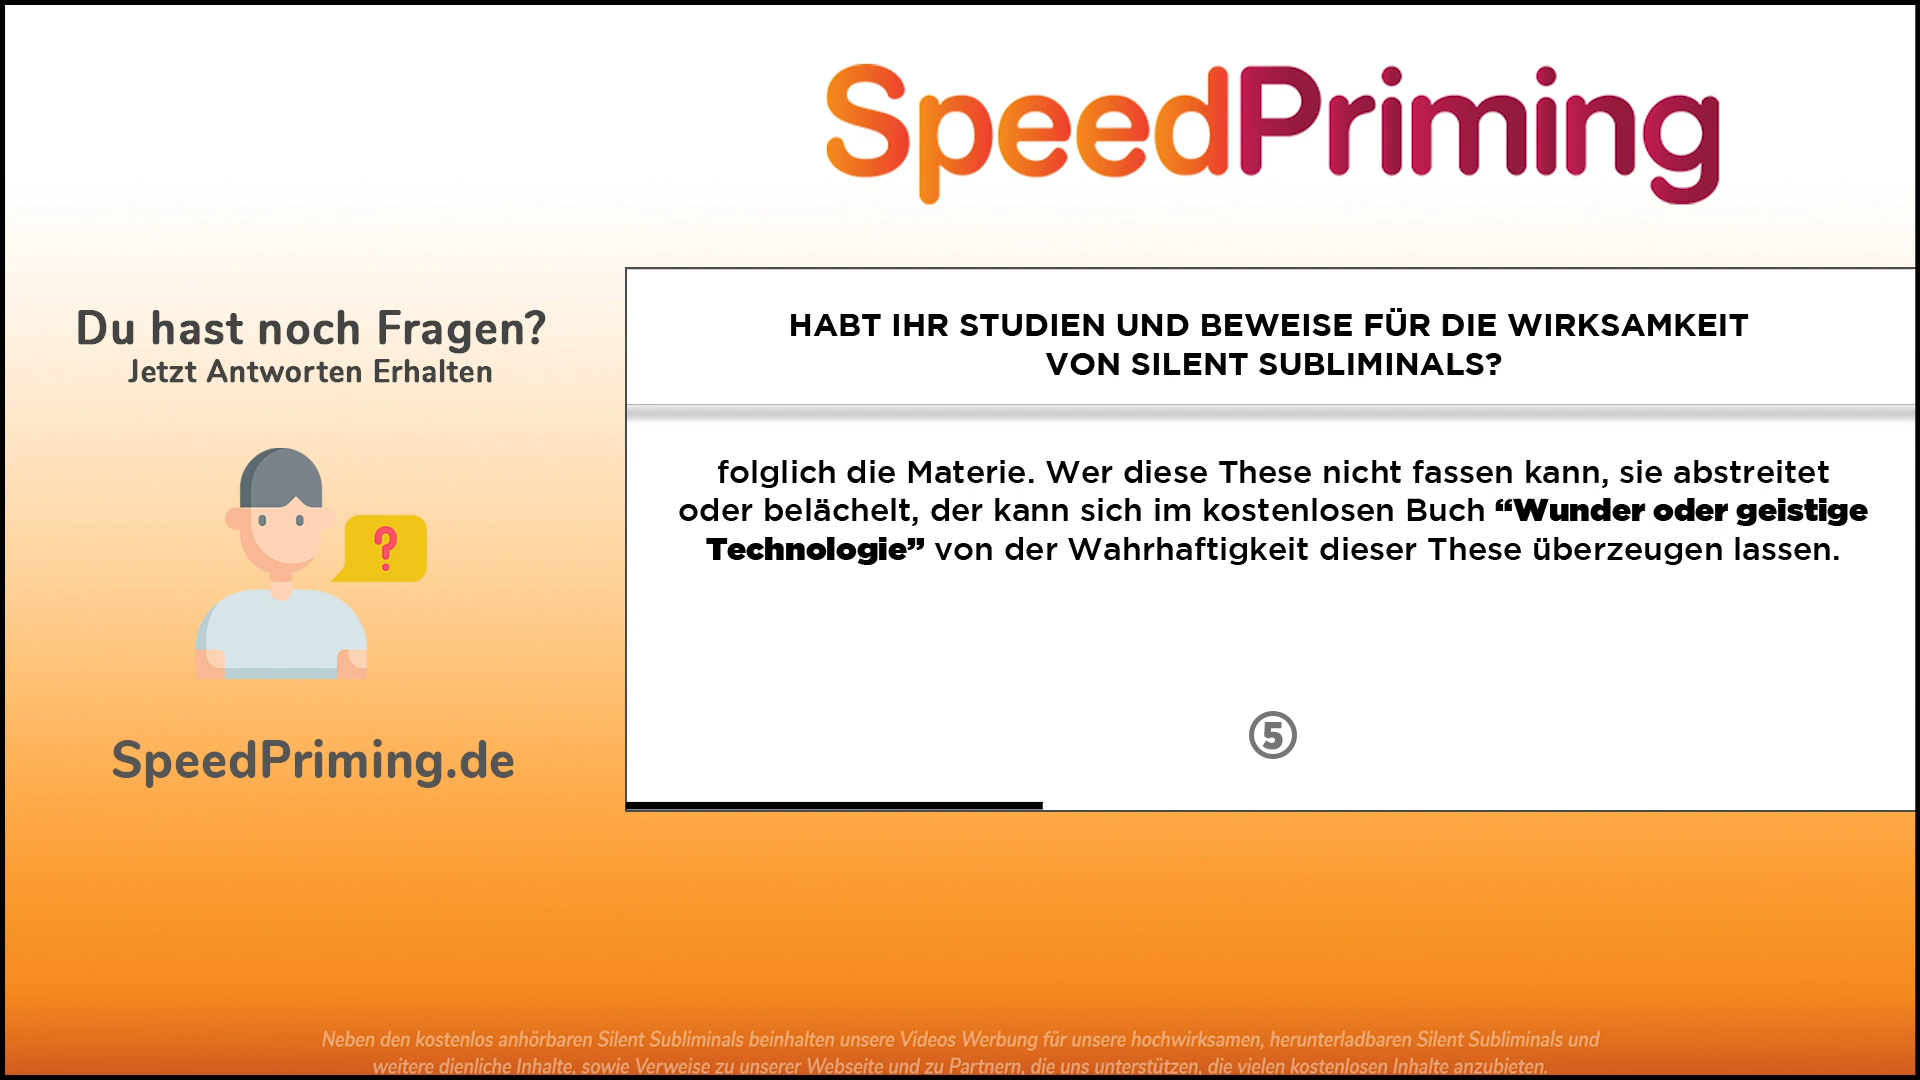 SpeedPriming
Du hast noch Fragen?
Jetzt Antworten Erhalten
?
SpeedPriming.de
HABT IHR STUDIEN UND BEWEISE FÜR DIE WIRKSAMKEIT
VON SILENT SUBLIMINALS?
folglich die Materie. Wer diese These nicht fassen kann, sie abstreitet
oder belächelt, der kann sich im kostenlosen Buch “Wunder oder geistige
Technologie” von der Wahrhaftigkeit dieser These überzeugen lassen.
5
Neben den kostenlos anhörbaren Silent Subliminals beinhalten unsere Videos Werbung für unsere hochwirksamen, herunterladbaren Silent Subliminals und
weitere dienliche Inhalte, sowie Verweise zu unserer Webseite und zu Partnern, die uns unterstützen, die vielen kostenlosen Inhalte anzubieten.